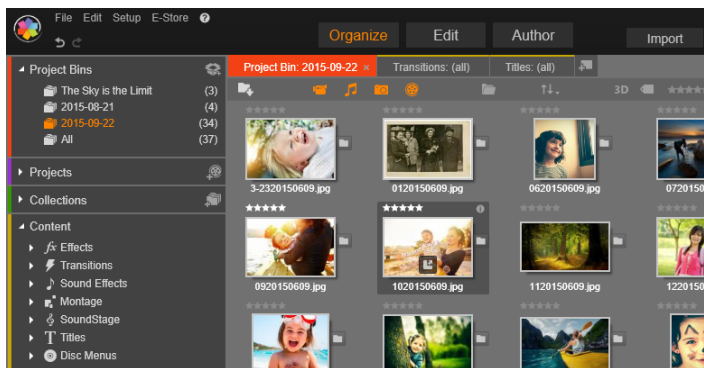 File Edit Setup E-Store ?
Organize Edit Author Import
Project Bins
The Sky is the Limit (3)
2015-08-21 (4)
2015-09-22 (34)
All (37)
Projects
Collections
Content
fx Effects
Transitions
Sound Effects
Montage
SoundStage
T Titles
Disc Menus
Project Bin: 2015-09-22 × Transitions: (all) Titles: (all)
3D
3-2320150609.jpg 0120150609.jpg 0620150609.jpg 0720150
0920150609.jpg 1020150609.jpg 1120150609.jpg 1220150